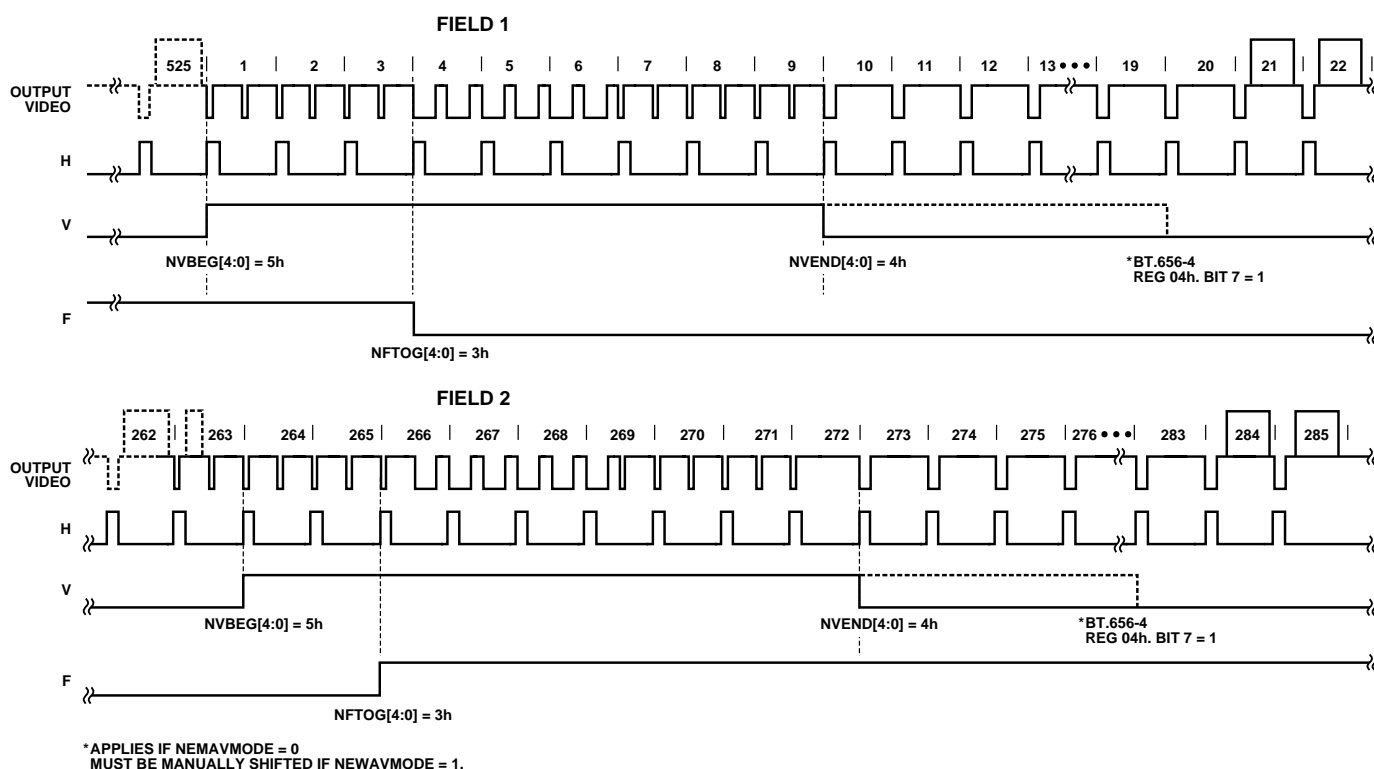 FIELD 1
525 1 2 3 4 5 6 7 8 9 10 11 12 13 ••• 19 20 21 22
OUTPUT
VIDEO
H
V
NVBEG[4:0] = 5h
NVEND[4:0] = 4h
*BT.656-4
REG 04h. BIT 7 = 1
F
NFTOG[4:0] = 3h
FIELD 2
262 263 264 265 266 267 268 269 270 271 272 273 274 275 276 ••• 283 284 285
OUTPUT
VIDEO
H
V
NVBEG[4:0] = 5h
NVEND[4:0] = 4h
*BT.656-4
REG 04h. BIT 7 = 1
F
NFTOG[4:0] = 3h
*APPLIES IF NEMAVMODE = 0
MUST BE MANUALLY SHIFTED IF NEWAVMODE = 1.